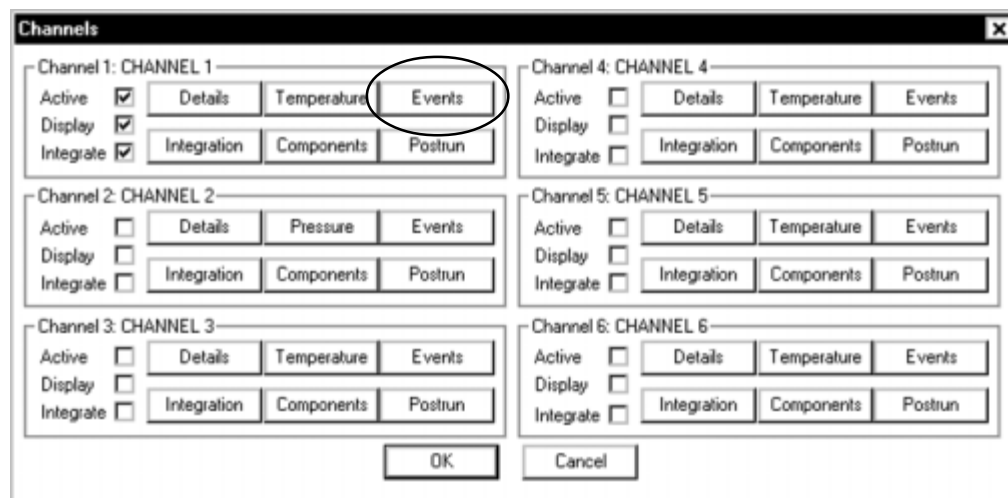 Channels
Channel 1: CHANNEL 1
Active Details Temperature Events
Display
Integrate Integration Components Postrun
Channel 2: CHANNEL 2
Active Details Pressure Events
Display
Integrate Integration Components Postrun
Channel 3: CHANNEL 3
Active Details Temperature Events
Display
Integrate Integration Components Postrun
Channel 4: CHANNEL 4
Active Details Temperature Events
Display
Integrate Integration Components Postrun
Channel 5: CHANNEL 5
Active Details Temperature Events
Display
Integrate Integration Components Postrun
Channel 6: CHANNEL 6
Active Details Temperature Events
Display
Integrate Integration Components Postrun
OK Cancel